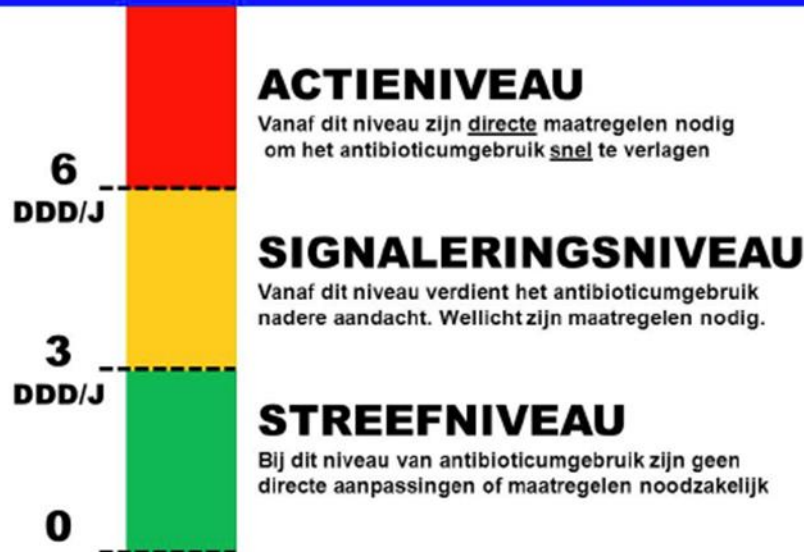 ACTIENIVEAU
Vanaf dit niveau zijn directe maatregelen nodig
om het antibioticumgebruik snel te verlagen
6
DDD/J
SIGNALERINGSNIVEAU
Vanaf dit niveau verdient het antibioticumgebruik
nadere aandacht. Wellicht zijn maatregelen nodig.
3
DDD/J
STREEFNIVEAU
Bij dit niveau van antibioticumgebruik zijn geen
directe aanpassingen of maatregelen noodzakelijk
0